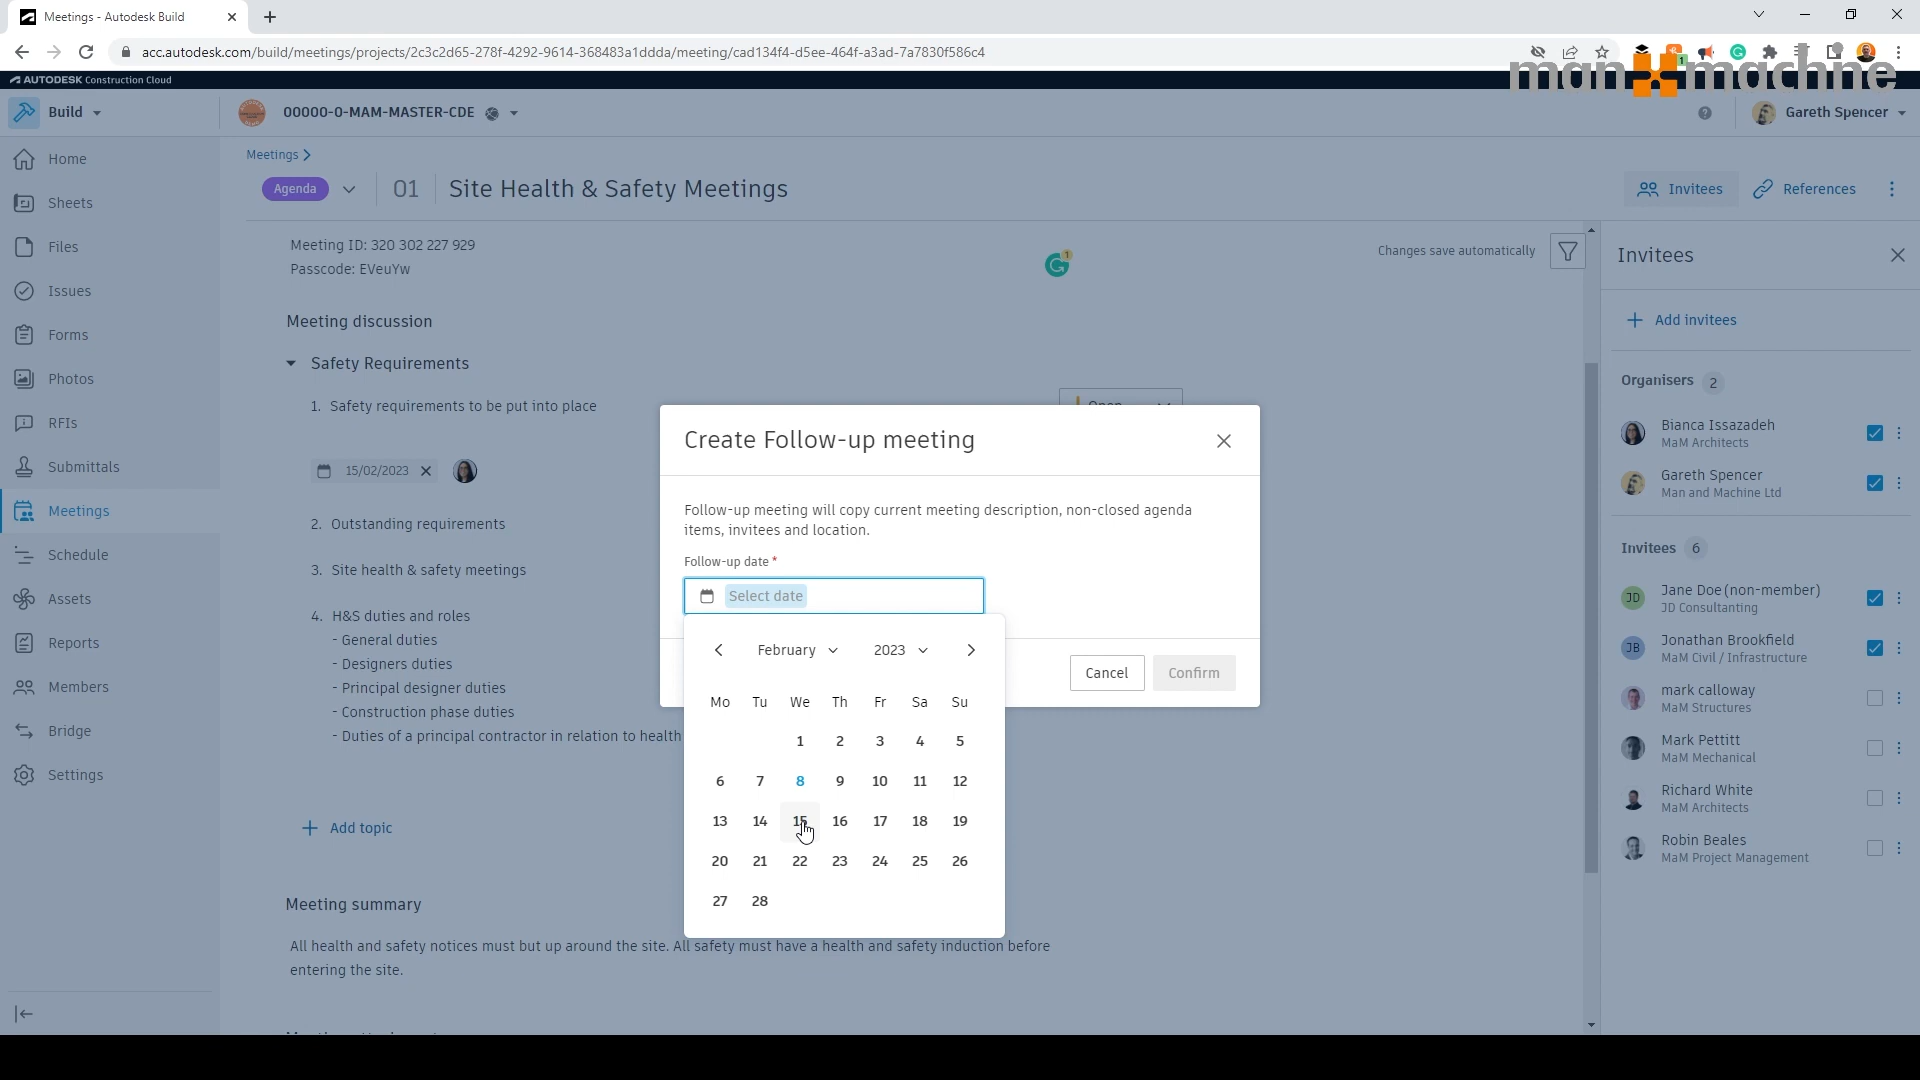 Meetings - Autodesk Build
acc.autodesk.com/build/meetings/projects/2c3c2d65-278f-4292-9614-368483a1ddda/meeting/cad134f4-d5ee-464f-a3ad-7a7830f586c4
1
man machine
AUTODESK Construction Cloud
Build
00000-0-MAM-MASTER-CDE
Gareth Spencer
Home
Sheets
Files
Issues
Forms
Photos
RFIs
Submittals
Meetings
Schedule
Assets
Reports
Members
Bridge
Settings
Meetings
Agenda
01
Site Health & Safety Meetings
Invitees
References
Meeting ID: 320 302 227 929
Passcode: EVeuYw
1
Changes save automatically
Meeting discussion
Safety Requirements
1. Safety requirements to be put into place
Open
15/02/2023
2. Outstanding requirements
3. Site health & safety meetings
4. H&S duties and roles
- General duties
- Designers duties
- Principal designer duties
- Construction phase duties
- Duties of a principal contractor in relation to health
Add topic
Meeting summary
All health and safety notices must but up around the site. All safety must have a health and safety induction before
entering the site.
Create Follow-up meeting
Follow-up meeting will copy current meeting description, non-closed agenda
items, invitees and location.
Follow-up date *
Select date
Cancel
Confirm
February 2023
Mo Tu We Th Fr Sa Su
1 2 3 4 5
6 7 8 9 10 11 12
13 14 15 16 17 18 19
20 21 22 23 24 25 26
27 28
Invitees
Add invitees
Organisers 2
Bianca Issazadeh
MaM Architects
Gareth Spencer
Man and Machine Ltd
Invitees 6
JD
Jane Doe (non-member)
JD Consultanting
JB
Jonathan Brookfield
MaM Civil / Infrastructure
mark calloway
MaM Structures
Mark Pettitt
MaM Mechanical
Richard White
MaM Architects
Robin Beales
MaM Project Management